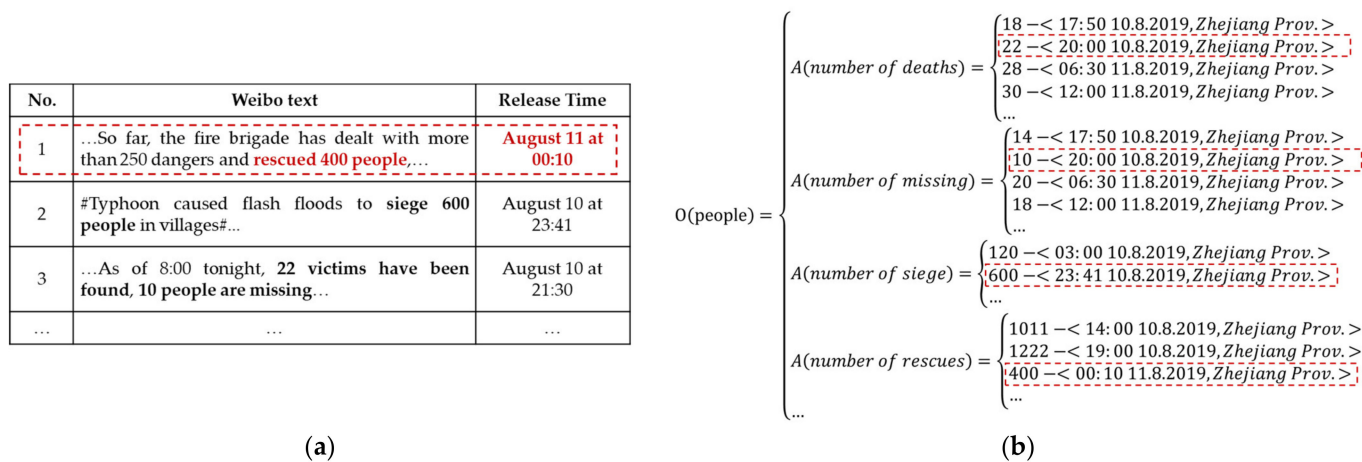 No. Weibo text Release Time
1 …So far, the fire brigade has dealt with more August 11 at
than 250 dangers and rescued 400 people,… 00:10
2 #Typhoon caused flash floods to siege 600 August 10 at
people in villages#... 23:41
3 …As of 8:00 tonight, 22 victims have been August 10 at
found, 10 people are missing… 21:30
… … …
(a)
O(people) =
A(number of deaths) =
18 −< 17:50 10.8.2019, Zhejiang Prov. >
22 −< 20:00 10.8.2019, Zhejiang Prov. >
28 −< 06:30 11.8.2019, Zhejiang Prov. >
30 −< 12:00 11.8.2019, Zhejiang Prov. >
...
A(number of missing) =
14 −< 17:50 10.8.2019, Zhejiang Prov. >
10 −< 20:00 10.8.2019, Zhejiang Prov. >
20 −< 06:30 11.8.2019, Zhejiang Prov. >
18 −< 12:00 11.8.2019, Zhejiang Prov. >
...
A(number of siege) =
120 −< 03:00 10.8.2019, Zhejiang Prov. >
600 −< 23:41 10.8.2019, Zhejiang Prov. >
...
A(number of rescues) =
1011 −< 14:00 10.8.2019, Zhejiang Prov. >
1222 −< 19:00 10.8.2019, Zhejiang Prov. >
400 −< 00:10 11.8.2019, Zhejiang Prov. >
...
...
(b)